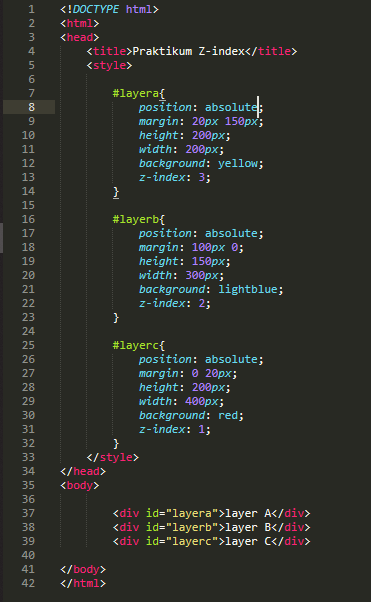 1 <!DOCTYPE html>
2 <html>
3 <head>
4     <title>Praktikum Z-index</title>
5     <style>
6
7         #layera{
8             position: absolute;
9             margin: 20px 150px;
10             height: 200px;
11             width: 200px;
12             background: yellow;
13             z-index: 3;
14         }
15
16         #layerb{
17             position: absolute;
18             margin: 100px 0;
19             height: 150px;
20             width: 300px;
21             background: lightblue;
22             z-index: 2;
23         }
24
25         #layerc{
26             position: absolute;
27             margin: 0 20px;
28             height: 200px;
29             width: 400px;
30             background: red;
31             z-index: 1;
32         }
33     </style>
34 </head>
35 <body>
36
37         <div id="layera">layer A</div>
38         <div id="layerb">layer B</div>
39         <div id="layerc">layer C</div>
40
41 </body>
42 </html>